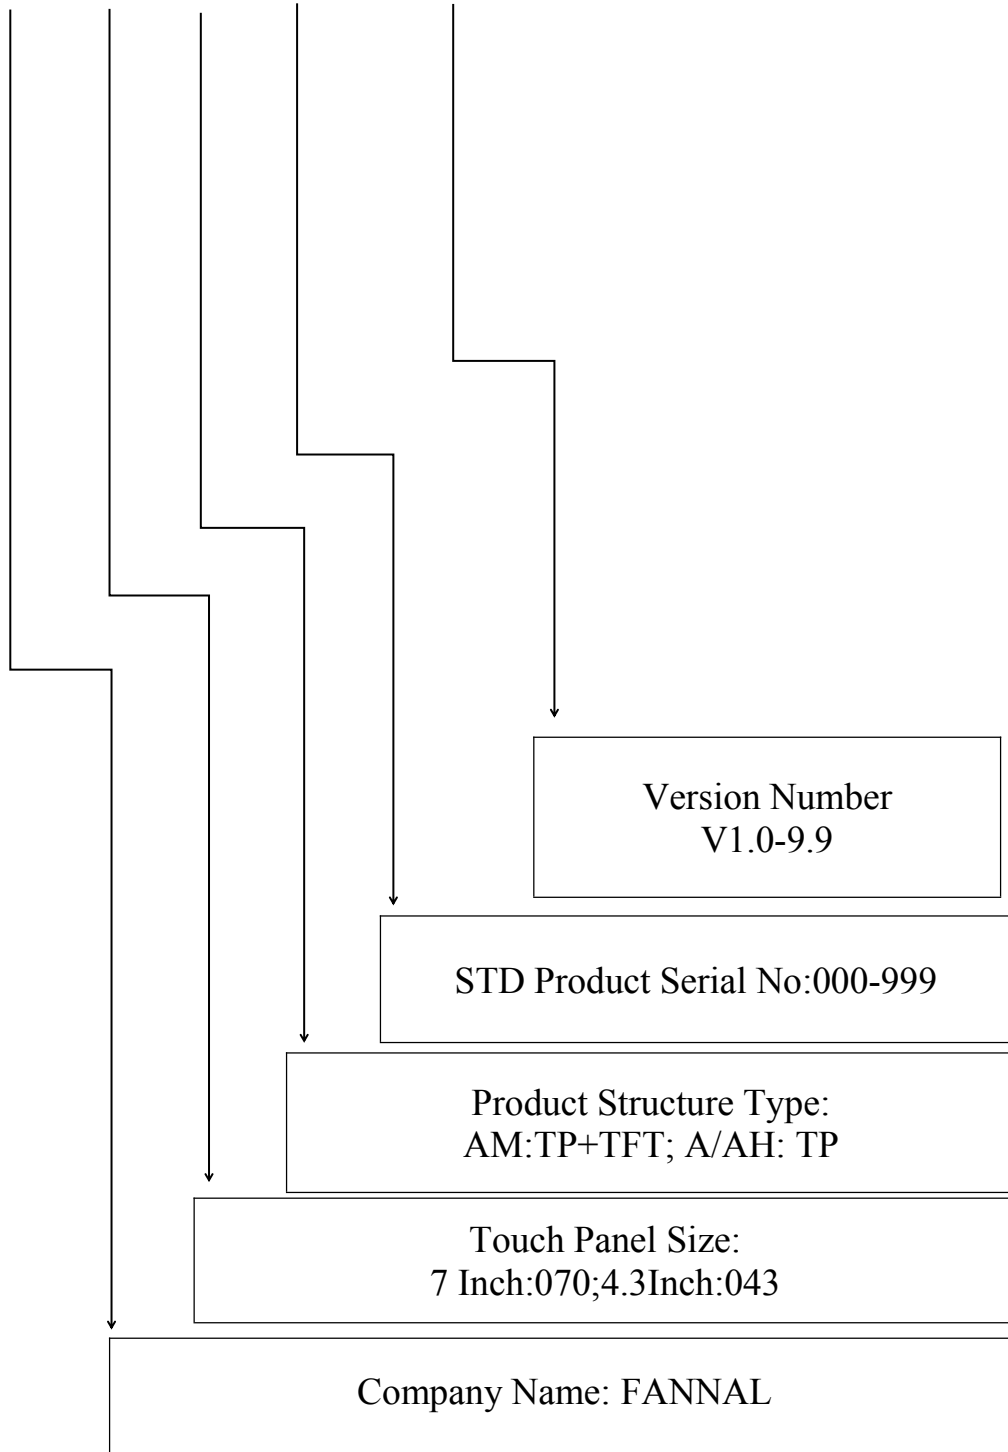 Version Number
V1.0-9.9
STD Product Serial No:000-999
Product Structure Type:
AM:TP+TFT; A/AH: TP
Touch Panel Size:
7 Inch:070;4.3Inch:043
Company Name: FANNAL